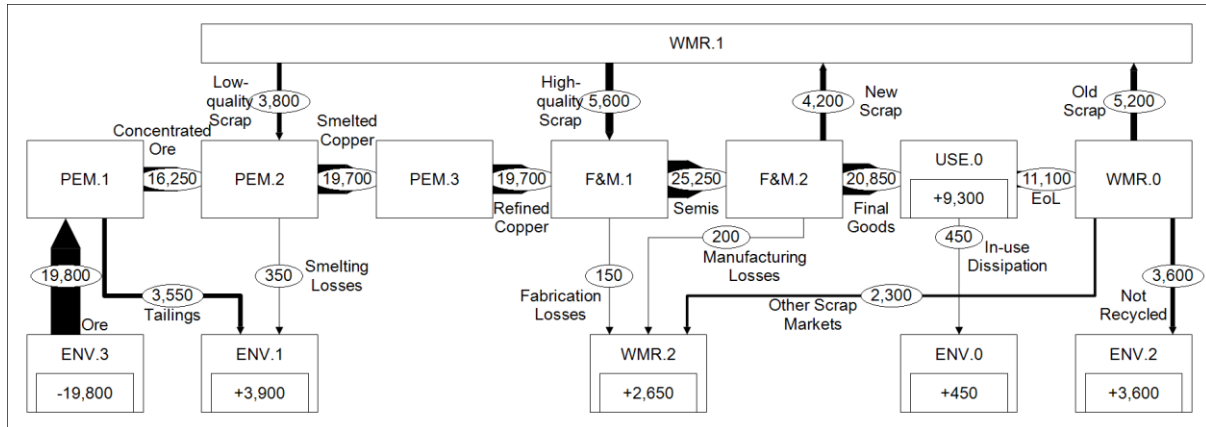 WMR.1
Low-
quality
Scrap
3,800
High-
quality
Scrap
5,600
4,200
New
Scrap
5,200
Old
Scrap
Concentrated
Ore
Smelted
Copper
PEM.1
16,250
PEM.2
19,700
PEM.3
19,700
Refined
Copper
F&M.1
25,250
Semis
F&M.2
20,850
Final
Goods
USE.0
+9,300
11,100
EoL
WMR.0
19,800
Ore
3,550
Tailings
350
Smelting
Losses
150
Fabrication
Losses
200
Manufacturing
Losses
450
In-use
Dissipation
2,300
Other Scrap
Markets
3,600
Not
Recycled
ENV.3
-19,800
ENV.1
+3,900
WMR.2
+2,650
ENV.0
+450
ENV.2
+3,600